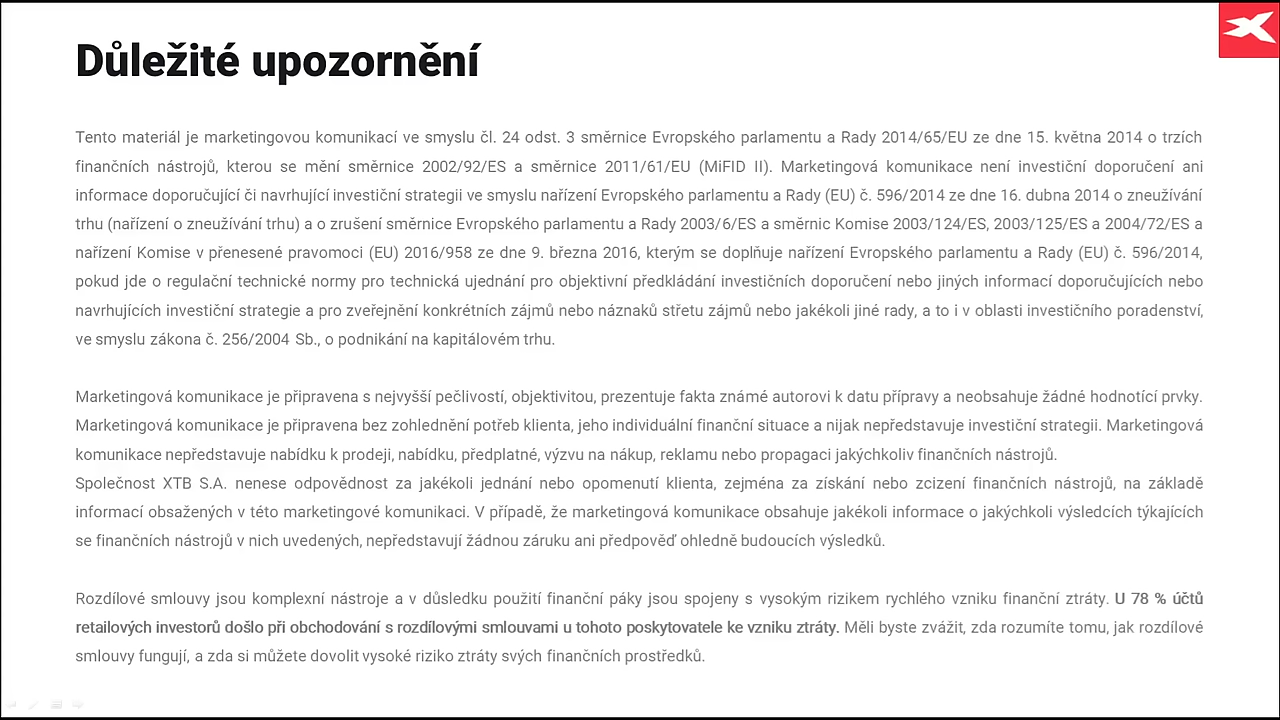 Důležité upozornění
Tento materiál je marketingovou komunikací ve smyslu čl. 24 odst. 3 směrnice Evropského parlamentu a Rady 2014/65/EU ze dne 15. května 2014 o trzích
finančních nástrojů, kterou se mění směrnice 2002/92/ES a směrnice 2011/61/EU (MiFID II). Marketingová komunikace není investiční doporučení ani
informace doporučující či navrhující investiční strategii ve smyslu nařízení Evropského parlamentu a Rady (EU) č. 596/2014 ze dne 16. dubna 2014 o zneužívání
trhu (nařízení o zneužívání trhu) a o zrušení směrnice Evropského parlamentu a Rady 2003/6/ES a směrnic Komise 2003/124/ES, 2003/125/ES a 2004/72/ES a
nařízení Komise v přenesené pravomoci (EU) 2016/958 ze dne 9. března 2016, kterým se doplňuje nařízení Evropského parlamentu a Rady (EU) č. 596/2014,
pokud jde o regulační technické normy pro technická ujednání pro objektivní předkládání investičních doporučení nebo jiných informací doporučujících nebo
navrhujících investiční strategie a pro zveřejnění konkrétních zájmů nebo náznaků střetu zájmů nebo jakékoli jiné rady, a to i v oblasti investičního poradenství,
ve smyslu zákona č. 256/2004 Sb., o podnikání na kapitálovém trhu.
Marketingová komunikace je připravena s nejvyšší pečlivostí, objektivitou, prezentuje fakta známé autorovi k datu přípravy a neobsahuje žádné hodnotící prvky.
Marketingová komunikace je připravena bez zohlednění potřeb klienta, jeho individuální finanční situace a nijak nepředstavuje investiční strategii. Marketingová
komunikace nepředstavuje nabídku k prodeji, nabídku, předplatné, výzvu na nákup, reklamu nebo propagaci jakýchkoliv finančních nástrojů.
Společnost XTB S.A. nenese odpovědnost za jakékoli jednání nebo opomenutí klienta, zejména za získání nebo zcizení finančních nástrojů, na základě
informací obsažených v této marketingové komunikaci. V případě, že marketingová komunikace obsahuje jakékoli informace o jakýchkoli výsledcích týkajících
se finančních nástrojů v nich uvedených, nepředstavují žádnou záruku ani předpověď ohledně budoucích výsledků.
Rozdílové smlouvy jsou komplexní nástroje a v důsledku použití finanční páky jsou spojeny s vysokým rizikem rychlého vzniku finanční ztráty. U 78 % účtů
retailových investorů došlo při obchodování s rozdílovými smlouvami u tohoto poskytovatele ke vzniku ztráty. Měli byste zvážit, zda rozumíte tomu, jak rozdílové
smlouvy fungují, a zda si můžete dovolit vysoké riziko ztráty svých finančních prostředků.